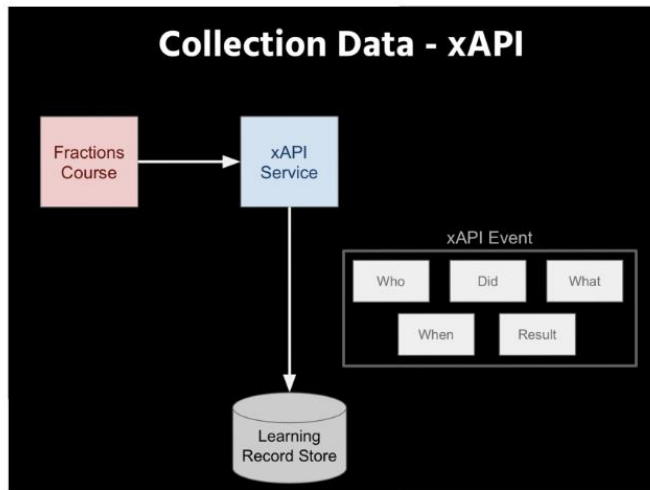 Collection Data - xAPI
Fractions
Course
xAPI
Service
xAPI Event
Who
Did
What
When
Result
Learning
Record Store